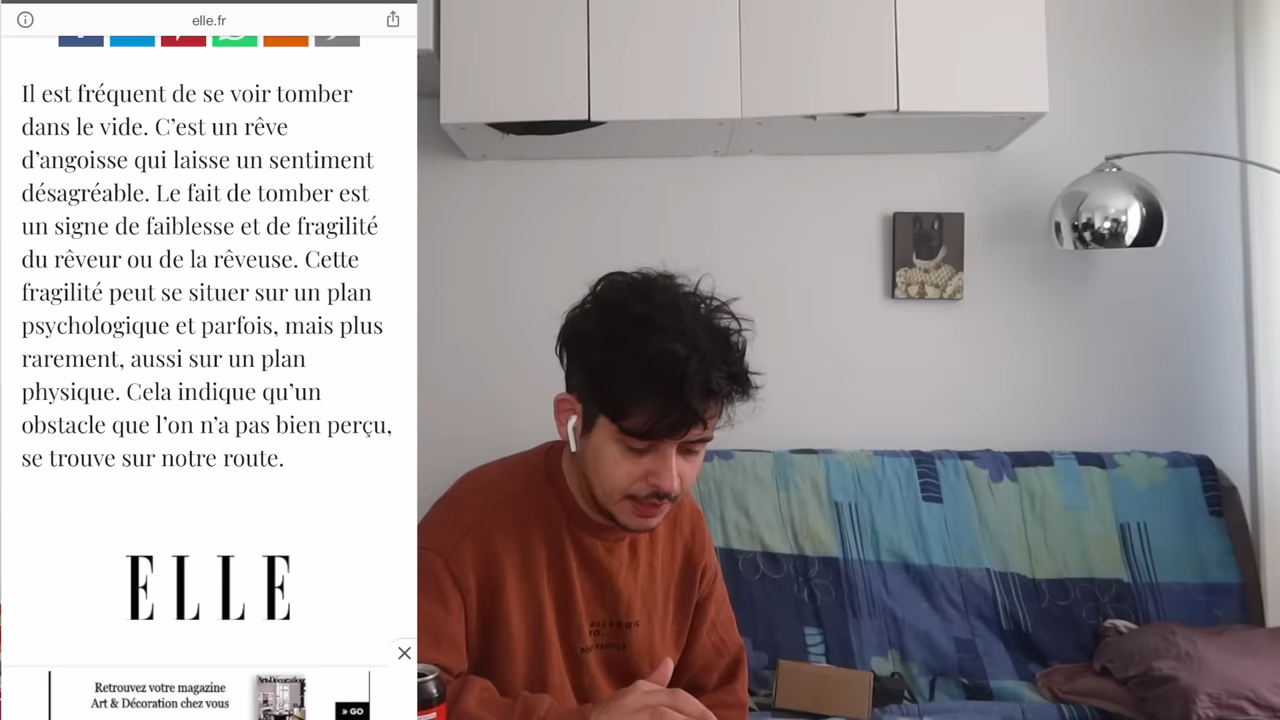 elle.fr
Il est fréquent de se voir tomber
dans le vide. C’est un rêve
d’angoisse qui laisse un sentiment
désagréable. Le fait de tomber est
un signe de faiblesse et de fragilité
du rêveur ou de la rêveuse. Cette
fragilité peut se situer sur un plan
psychologique et parfois, mais plus
rarement, aussi sur un plan
physique. Cela indique qu’un
obstacle que l’on n’a pas bien perçu,
se trouve sur notre route.
ELLE
Retrouvez votre magazine
Art & Décoration chez vous
» GO